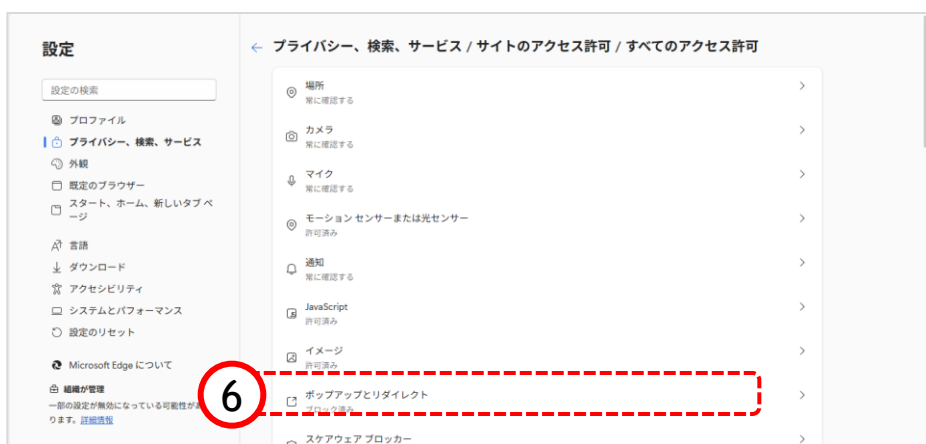 設定
← プライバシー、検索、サービス / サイトのアクセス許可 / すべてのアクセス許可
設定の検索
プロファイル
プライバシー、検索、サービス
外観
既定のブラウザー
スタート、ホーム、新しいタブ ペ
ージ
言語
ダウンロード
アクセシビリティ
システムとパフォーマンス
設定のリセット
Microsoft Edge について
組織が管理
一部の設定が無効になっている可能性があ
ります。詳細情報
場所
常に確認する
カメラ
常に確認する
マイク
常に確認する
モーション センサーまたは光センサー
許可済み
通知
常に確認する
JavaScript
許可済み
イメージ
許可済み
6
ポップアップとリダイレクト
ブロック済み
スケアウェア ブロッカー